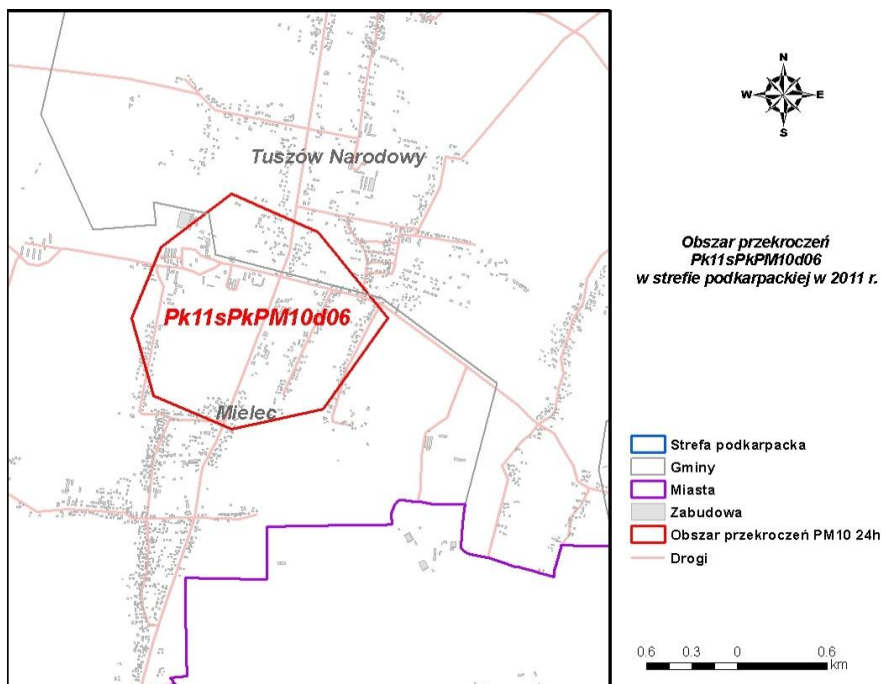 Tuszów Narodowy
Pk11sPkPM10d06
Mielec
N
W E
S
Obszar przekroczeń
Pk11sPkPM10d06
w strefie podkarpackiej w 2011 r.
Strefa podkarpacka
Gminy
Miasta
Zabudowa
Obszar przekroczeń PM10 24h
Drogi
0.6 0.3 0 0.6
km